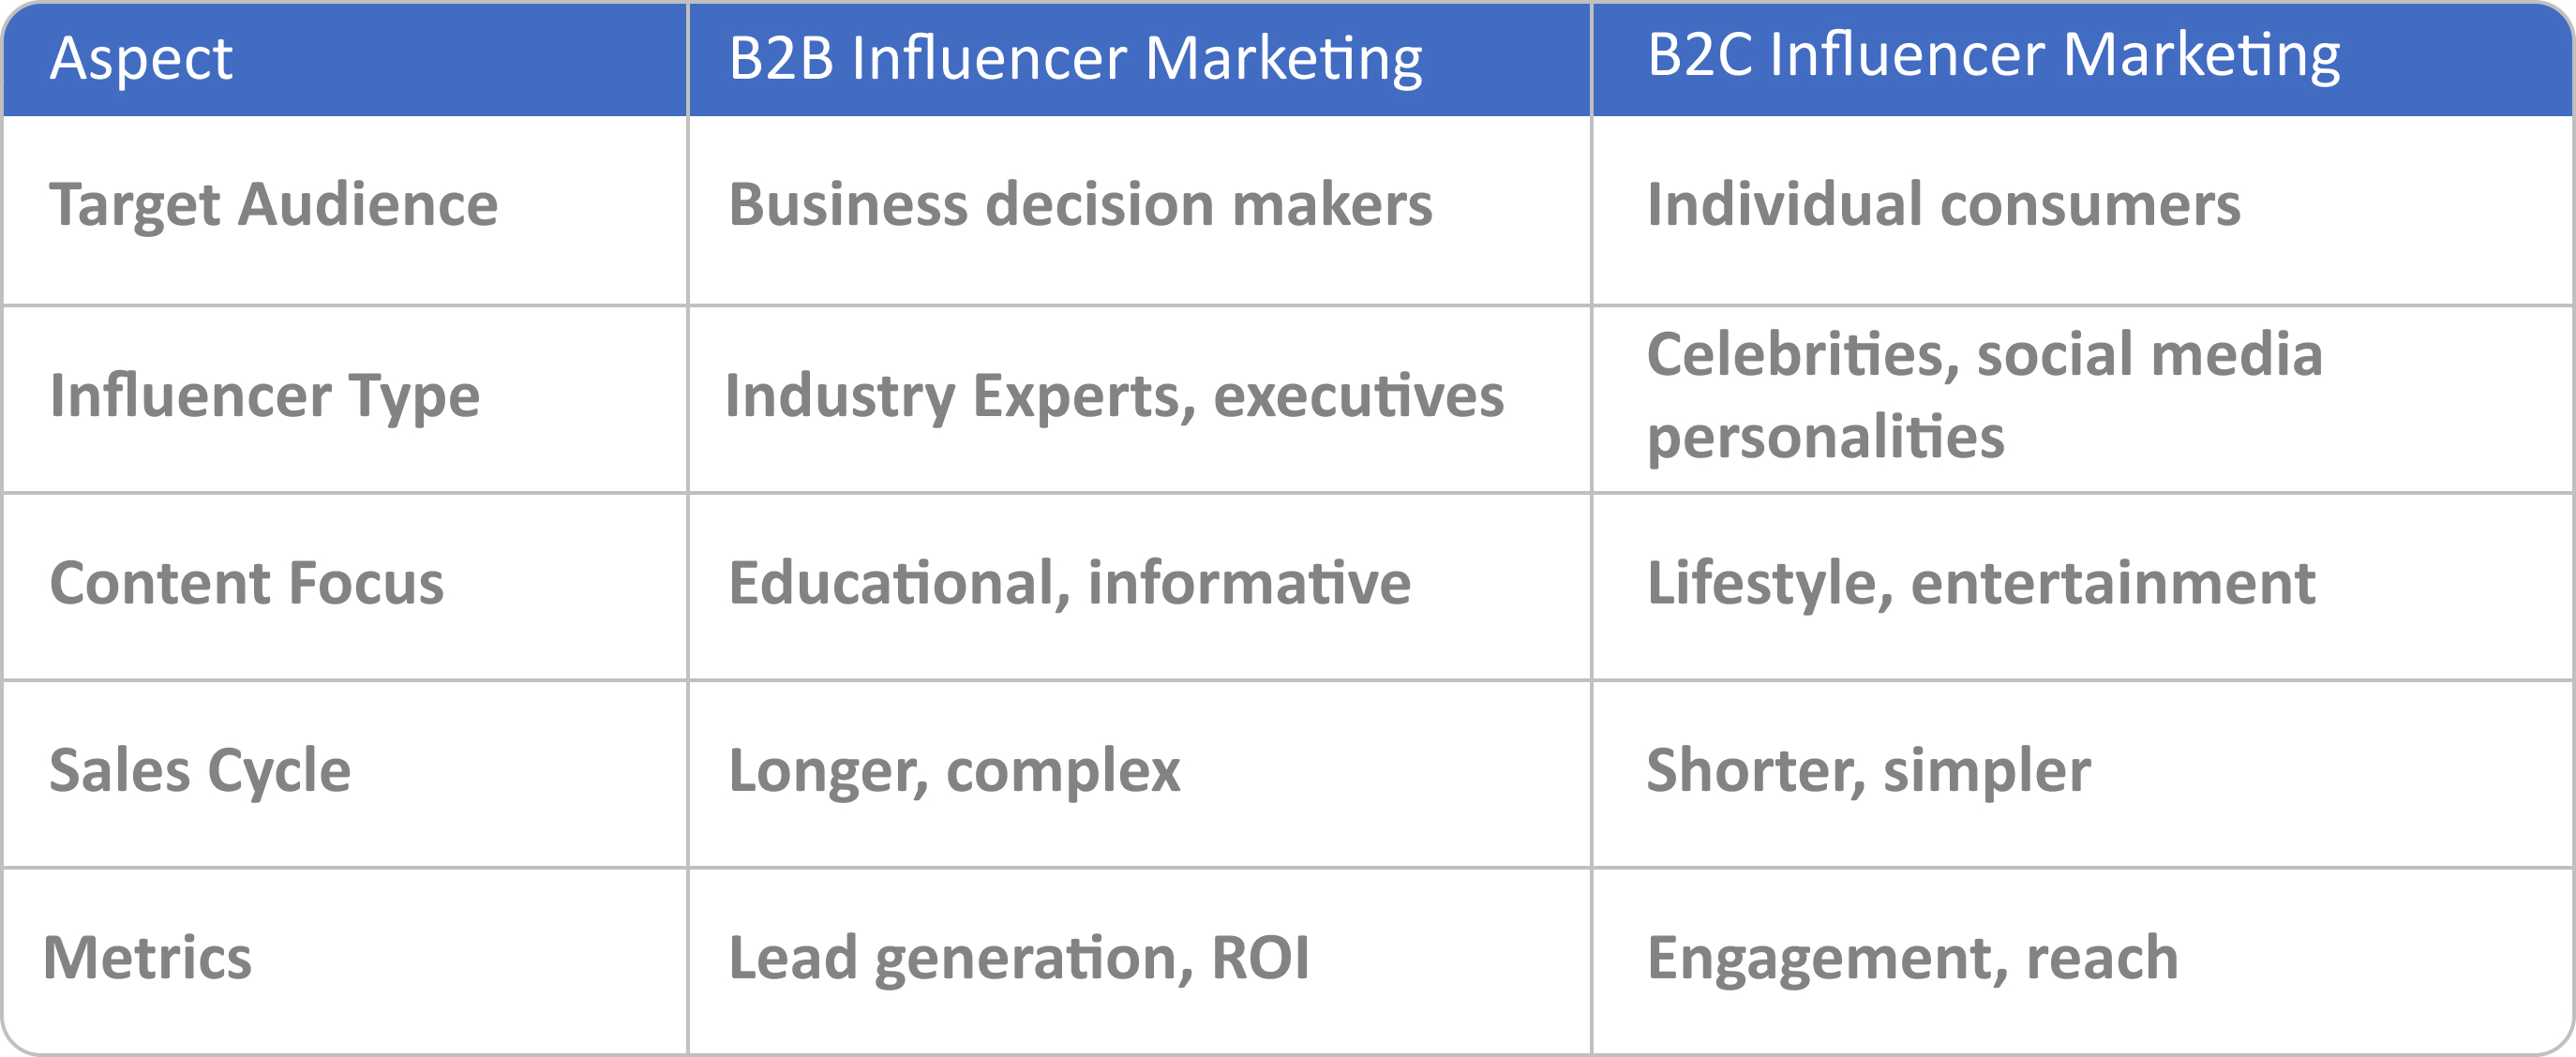 Aspect
B2B Influencer Marketing
B2C Influencer Marketing
Target Audience
Business decision makers
Individual consumers
Influencer Type
Industry Experts, executives
Celebrities, social media
personalities
Content Focus
Educational, informative
Lifestyle, entertainment
Sales Cycle
Longer, complex
Shorter, simpler
Metrics
Lead generation, ROI
Engagement, reach